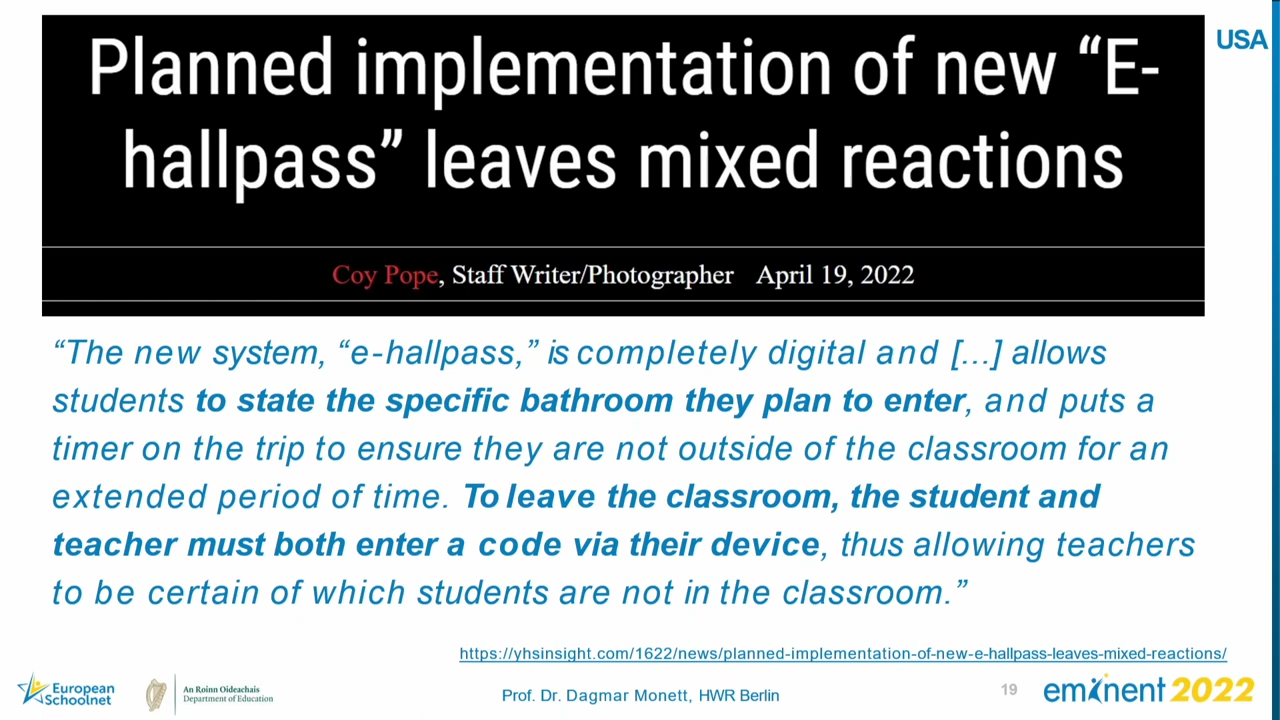 USA
Planned implementation of new “E-
hallpass” leaves mixed reactions
Coy Pope, Staff Writer/Photographer April 19, 2022
“The new system, “e-hallpass,” is completely digital and [...] allows
students to state the specific bathroom they plan to enter, and puts a
timer on the trip to ensure they are not outside of the classroom for an
extended period of time. To leave the classroom, the student and
teacher must both enter a code via their device, thus allowing teachers
to be certain of which students are not in the classroom.”
https://yhsinsight.com/1622/news/planned-implementation-of-new-e-hallpass-leaves-mixed-reactions/
European
Schoolnet
An Roinn Oideachais
Department of Education
Prof. Dr. Dagmar Monett, HWR Berlin
19
eminent 2022